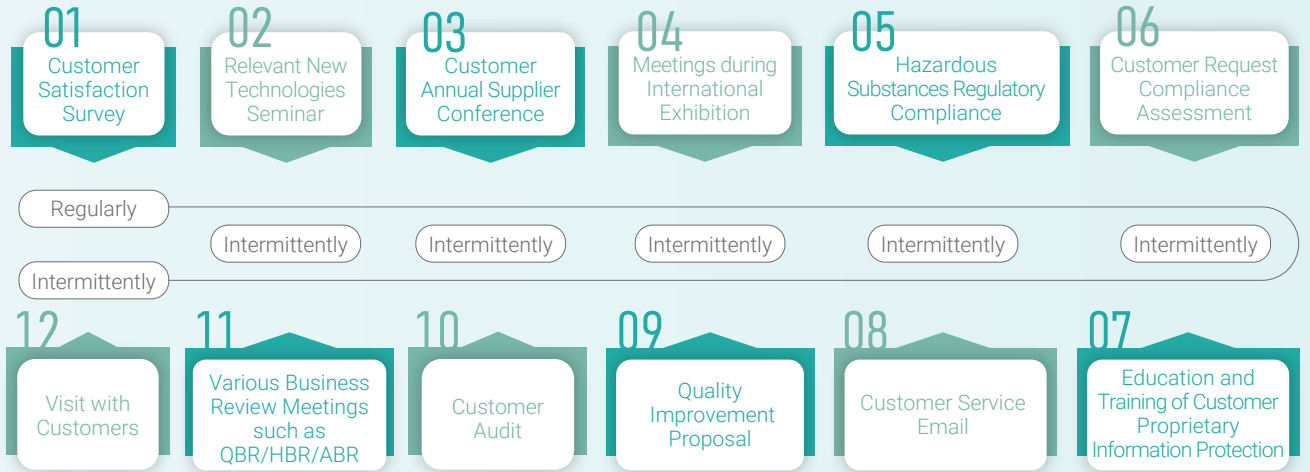 01
Customer
Satisfaction
Survey
02
Relevant New
Technologies
Seminar
03
Customer
Annual Supplier
Conference
04
Meetings during
International
Exhibition
05
Hazardous
Substances Regulatory
Compliance
06
Customer Request
Compliance
Assessment
Regularly
Intermittently
Intermittently
Intermittently
Intermittently
Intermittently
Intermittently
12
Visit with
Customers
11
Various Business
Review Meetings
such as
QBR/HBR/ABR
10
Customer
Audit
09
Quality
Improvement
Proposal
08
Customer Service
Email
07
Education and
Training of Customer
Proprietary
Information Protection